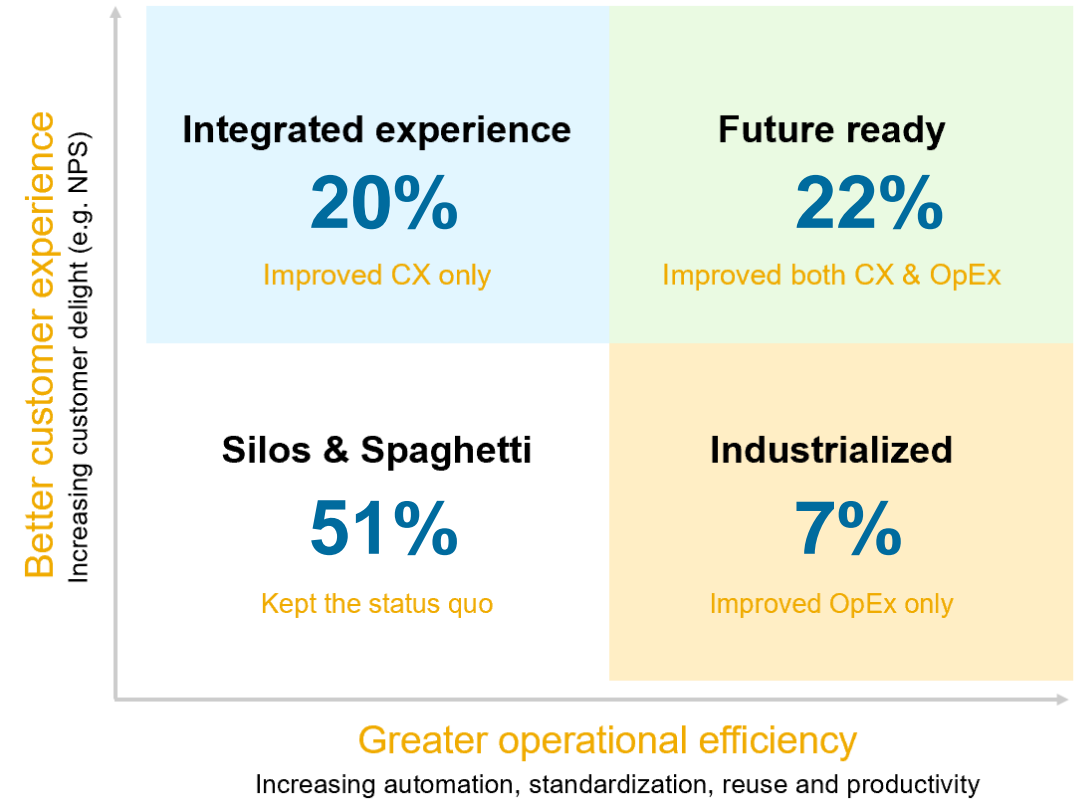 Better customer experience
Increasing customer delight (e.g. NPS)
Integrated experience
20%
Improved CX only
Future ready
22%
Improved both CX & OpEx
Silos & Spaghetti
51%
Kept the status quo
Industrialized
7%
Improved OpEx only
Greater operational efficiency
Increasing automation, standardization, reuse and productivity